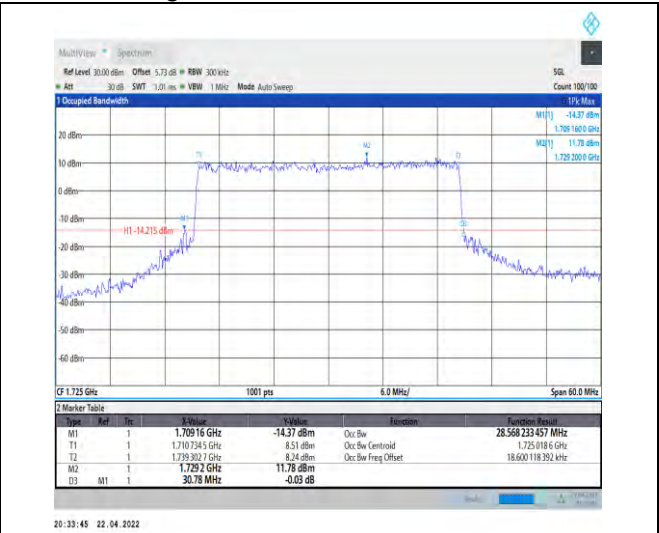 MultiView Spectrum
Ref Level 30.00 dBm Offset 5.73 dB RBW 300 kHz SGL
Att 30 dB SWT 1.01 ms VBW 1 MHz Mode Auto Sweep Count 100/100
1 Occupied Bandwidth 1Pk Max
M1[1] -14.37 dBm
1.709 160 0 GHz
M2[1] 11.78 dBm
1.729 200 0 GHz
20 dBm
M2
10 dBm
0 dBm
-10 dBm
M1
H1 -14.215 dBm
-20 dBm
-30 dBm
-40 dBm
-50 dBm
-60 dBm
CF 1.725 GHz 1001 pts 6.0 MHz/ Span 60.0 MHz
2 Marker Table
Type Ref Trc X-Value Y-Value Function Function Result
M1 1 1.709 16 GHz -14.37 dBm Occ Bw 28.568 233 457 MHz
T1 1 1.710 734 5 GHz 8.51 dBm Occ Bw Centroid 1.725 018 6 GHz
T2 1 1.739 302 7 GHz 8.24 dBm Occ Bw Freq Offset 18.600 118 392 kHz
M2 1 1.729 2 GHz 11.78 dBm
D3 M1 1 30.78 MHz -0.03 dB
20:33:45 22.04.2022